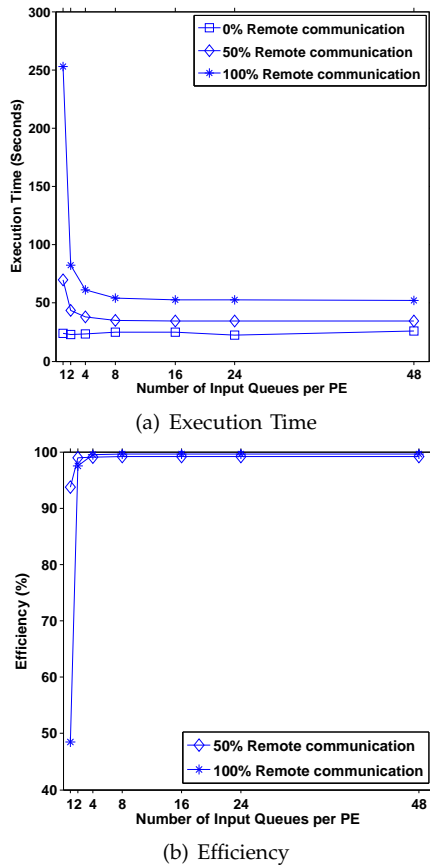 300
250
200
150
100
50
0
Execution Time (Seconds)
0% Remote communication
50% Remote communication
100% Remote communication
1 2 4 8 16 24 48
Number of Input Queues per PE
(a) Execution Time
100
90
80
70
60
50
40
Efficiency (%)
50% Remote communication
100% Remote communication
1 2 4 8 16 24 48
Number of Input Queues per PE
(b) Efficiency